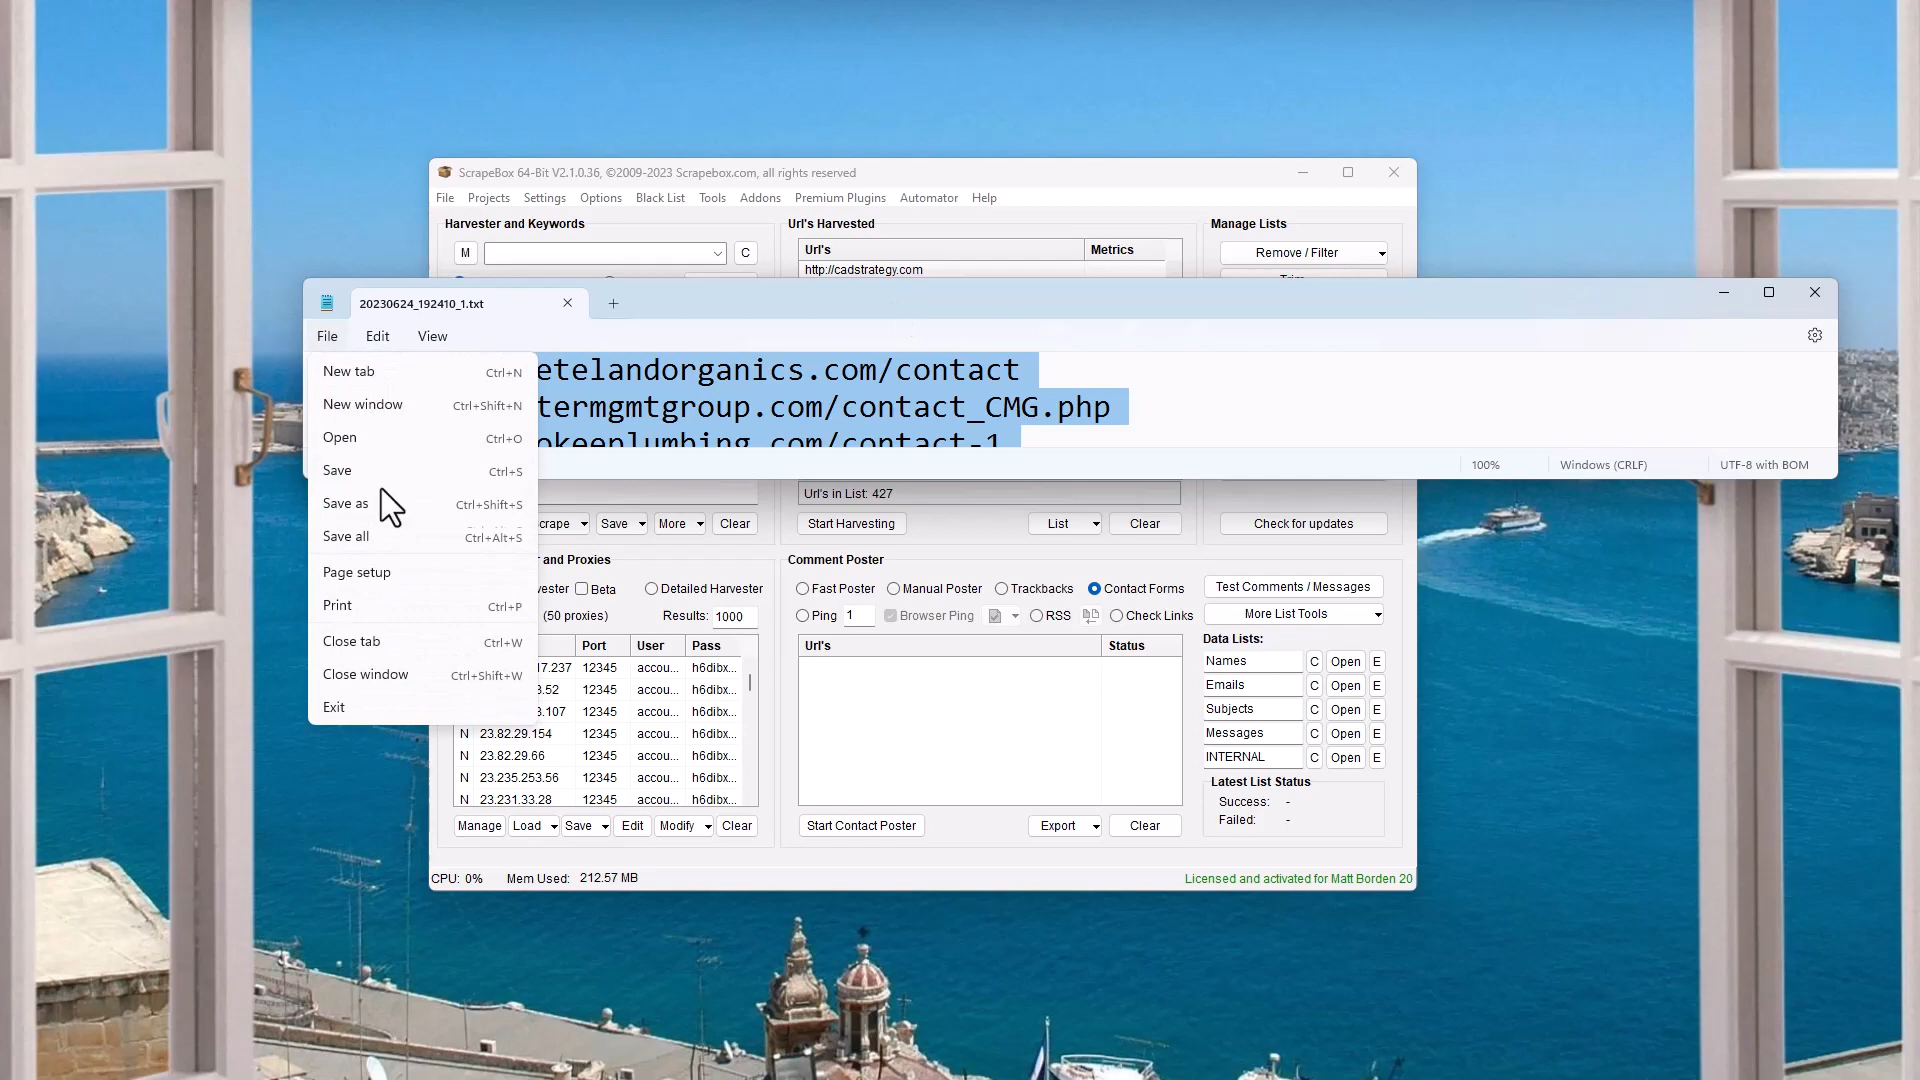 ScrapeBox 64-Bit V2.1.0.36, ©2009-2023 Scrapebox.com, all rights reserved
File Projects Settings Options Black List Tools Addons Premium Plugins Automator Help
Harvester and Keywords
Url's Harvested
Manage Lists
M
C
Url's Metrics
Remove / Filter
http://cadstrategy.com
20230624_192410_1.txt
File Edit View
New tab Ctrl+N
New window Ctrl+Shift+N
Open Ctrl+O
Save Ctrl+S
Save as Ctrl+Shift+S
Save all Ctrl+Alt+S
Page setup
Print Ctrl+P
Close tab Ctrl+W
Close window Ctrl+Shift+W
Exit
etelandorganics.com/contact
termgmtgroup.com/contact_CMG.php
okeeplumbing.com/contact-1
100% Windows (CRLF) UTF-8 with BOM
Url's in List: 427
crape Save More Clear
Start Harvesting List Clear
Check for updates
and Proxies
vester Beta Detailed Harvester
(50 proxies) Results: 1000
Port User Pass
17.237 12345 accou... h6dibx...
3.52 12345 accou... h6dibx...
3.107 12345 accou... h6dibx...
N 23.82.29.154 12345 accou... h6dibx...
N 23.82.29.66 12345 accou... h6dibx...
N 23.235.253.56 12345 accou... h6dibx...
N 23.231.33.28 12345 accou... h6dibx...
Manage Load Save Edit Modify Clear
Comment Poster
Fast Poster Manual Poster Trackbacks Contact Forms
Ping 1 Browser Ping RSS Check Links
Url's Status
Start Contact Poster Export Clear
Test Comments / Messages
More List Tools
Data Lists:
Names C Open E
Emails C Open E
Subjects C Open E
Messages C Open E
INTERNAL C Open E
Latest List Status
Success: -
Failed: -
CPU: 0% Mem Used: 212.57 MB
Licensed and activated for Matt Borden 20